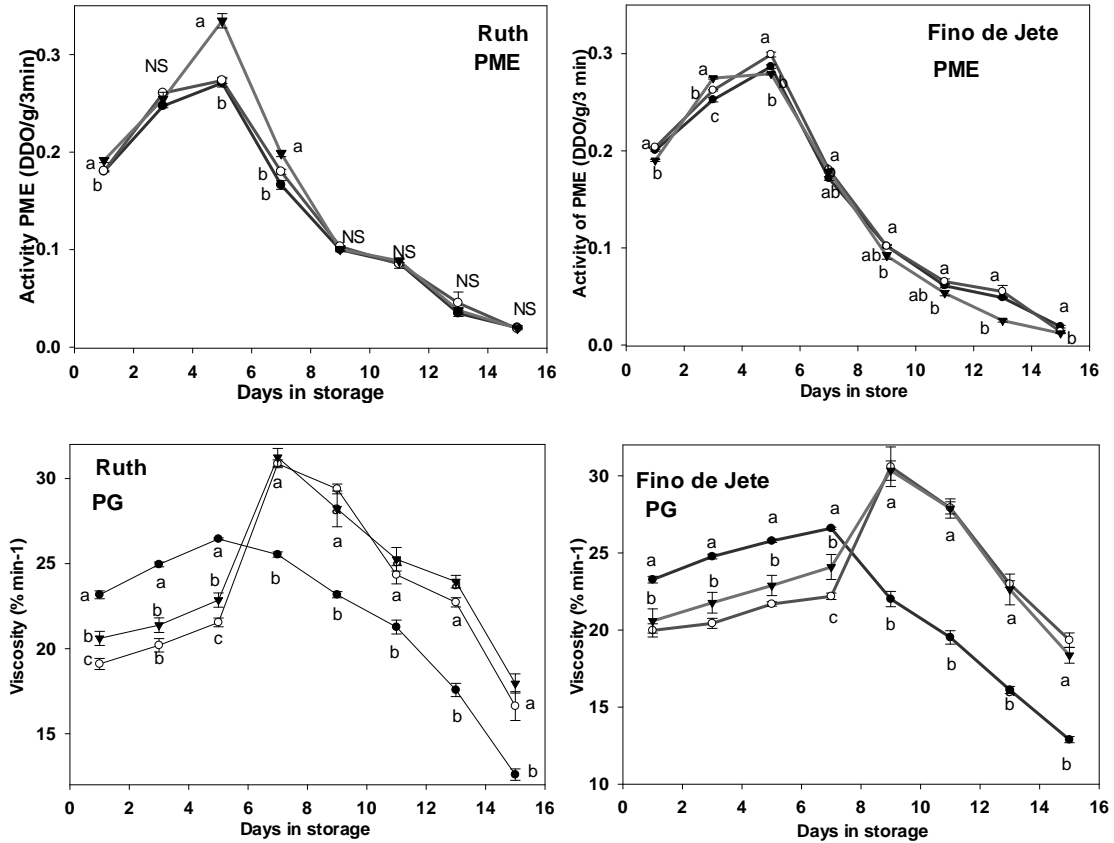 Ruth
PME
Activity PME (DDO/g/3min)
0.3
0.2
0.1
0.0
a
b
NS
a
b
a
b
b
NS
NS
NS
NS
0 2 4 6 8 10 12 14 16
Days in storage
Fino de Jete
PME
Activity of PME (DDO/g/3 min)
0.3
0.2
0.1
0.0
a
b
a
b
c
a
b
b
a
b
ab
a
ab
b
a
ab
b
a
b
a
b
0 2 4 6 8 10 12 14 16
Days in store
Ruth
PG
Viscosity (% min-1)
30
25
20
15
a
b
c
a
b
b
a
b
c
a
b
a
a
b
a
a
b
a
a
b
a
b
0 2 4 6 8 10 12 14 16
Days in storage
Fino de Jete
PG
Viscosity (% min-1)
30
25
20
15
10
a
b
a
b
a
b
a
b
c
a
b
a
b
a
b
a
b
0 2 4 6 8 10 12 14 16
Days in storage